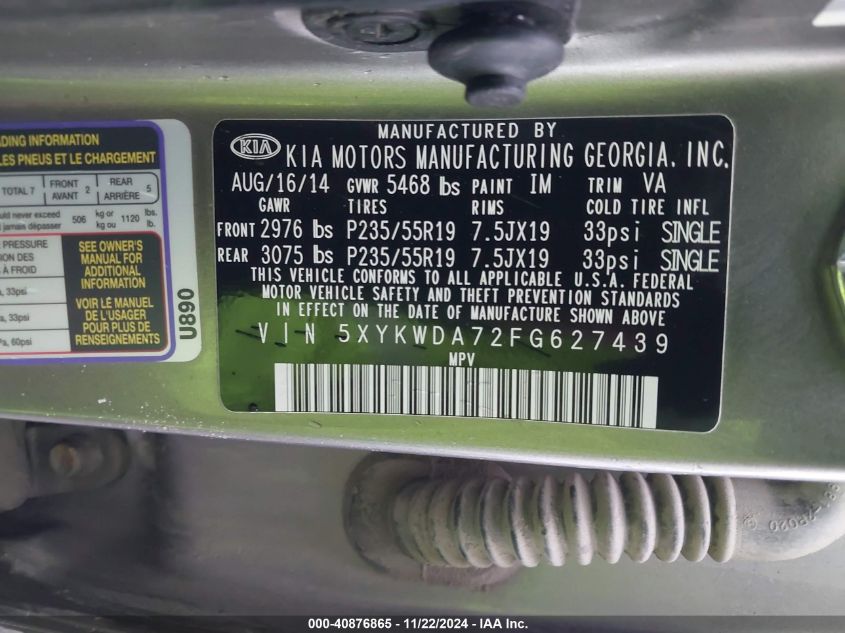 ADING INFORMATION
LES PNEUS ET LE CHARGEMENT
TOTAL 7 FRONT AVANT 2 REAR ARRIÈRE 5
ould never exceed
jamais dépasser 506 kg or kg ou 1120 lbs. lb.
PRESSURE
ION DES
À FROID
a, 33psi
a, 33psi
Pa, 60psi
SEE OWNER'S
MANUAL FOR
ADDITIONAL
INFORMATION
VOIR LE MANUEL
DE L'USAGER
POUR PLUS DE
RENSEIGNEMENTS
U890
MANUFACTURED BY
KIA KIA MOTORS MANUFACTURING GEORGIA, INC.
AUG/16/14 GVWR 5468 lbs PAINT IM TRIM VA
GAWR TIRES RIMS COLD TIRE INFL
FRONT 2976 lbs P235/55R19 7.5JX19 33psi SINGLE
REAR 3075 lbs P235/55R19 7.5JX19 33psi SINGLE
THIS VEHICLE CONFORMS TO ALL APPLICABLE U.S.A. FEDERAL
MOTOR VEHICLE SAFETY AND THEFT PREVENTION STANDARDS
IN EFFECT ON THE DATE OF MANUFACTURE SHOWN ABOVE
VIN 5XYKWDA72FG627439
MPV
000-40876865 - 11/22/2024 - IAA Inc.